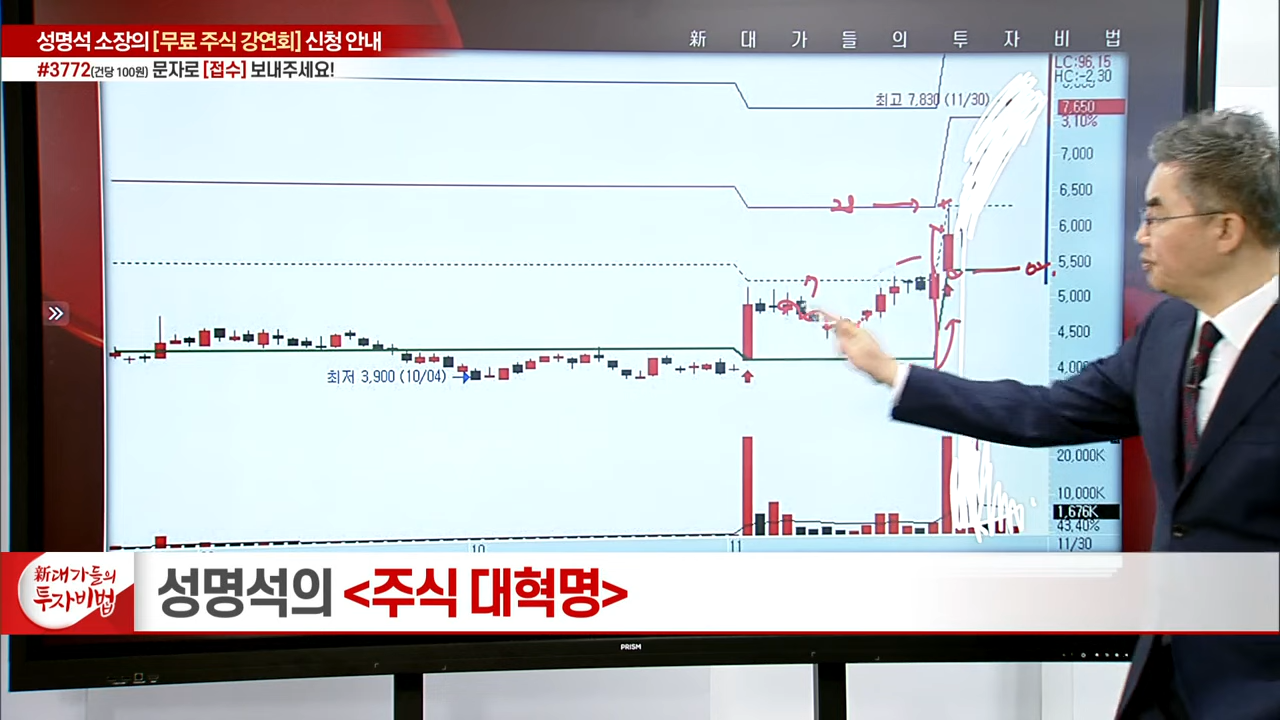 성명석 소장의 [무료 주식 강연회] 신청 안내
#3772(건당 100원) 문자로 [접수] 보내주세요!
新 대 가 들 의 투 자 비 법
LC:96.15
HC:-2.30
최고 7,830 (11/30)
7,650
3.10%
7,000
6,500
6,000
5,500
5,000
4,500
4,000
최저 3,900 (10/04)
20,000K
10,000K
1,676K
43.40%
10
11
11/30
新대가들의
투자비법
성명석의 <주식 대혁명>
PRISM